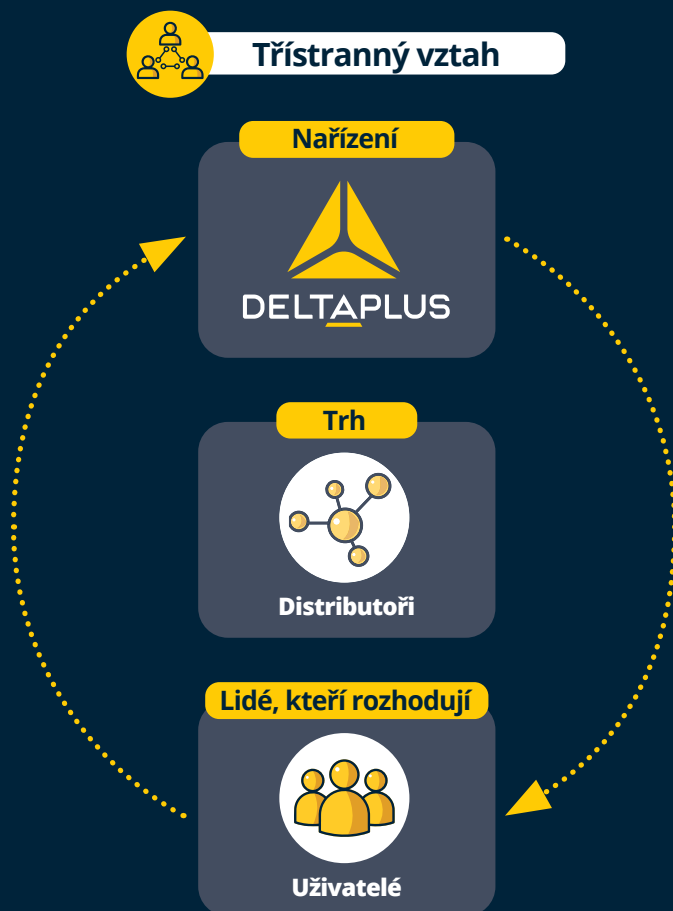 Třístranný vztah
Nařízení
DELTAPLUS
Trh
Distributoři
Lidé, kteří rozhodují
Uživatelé